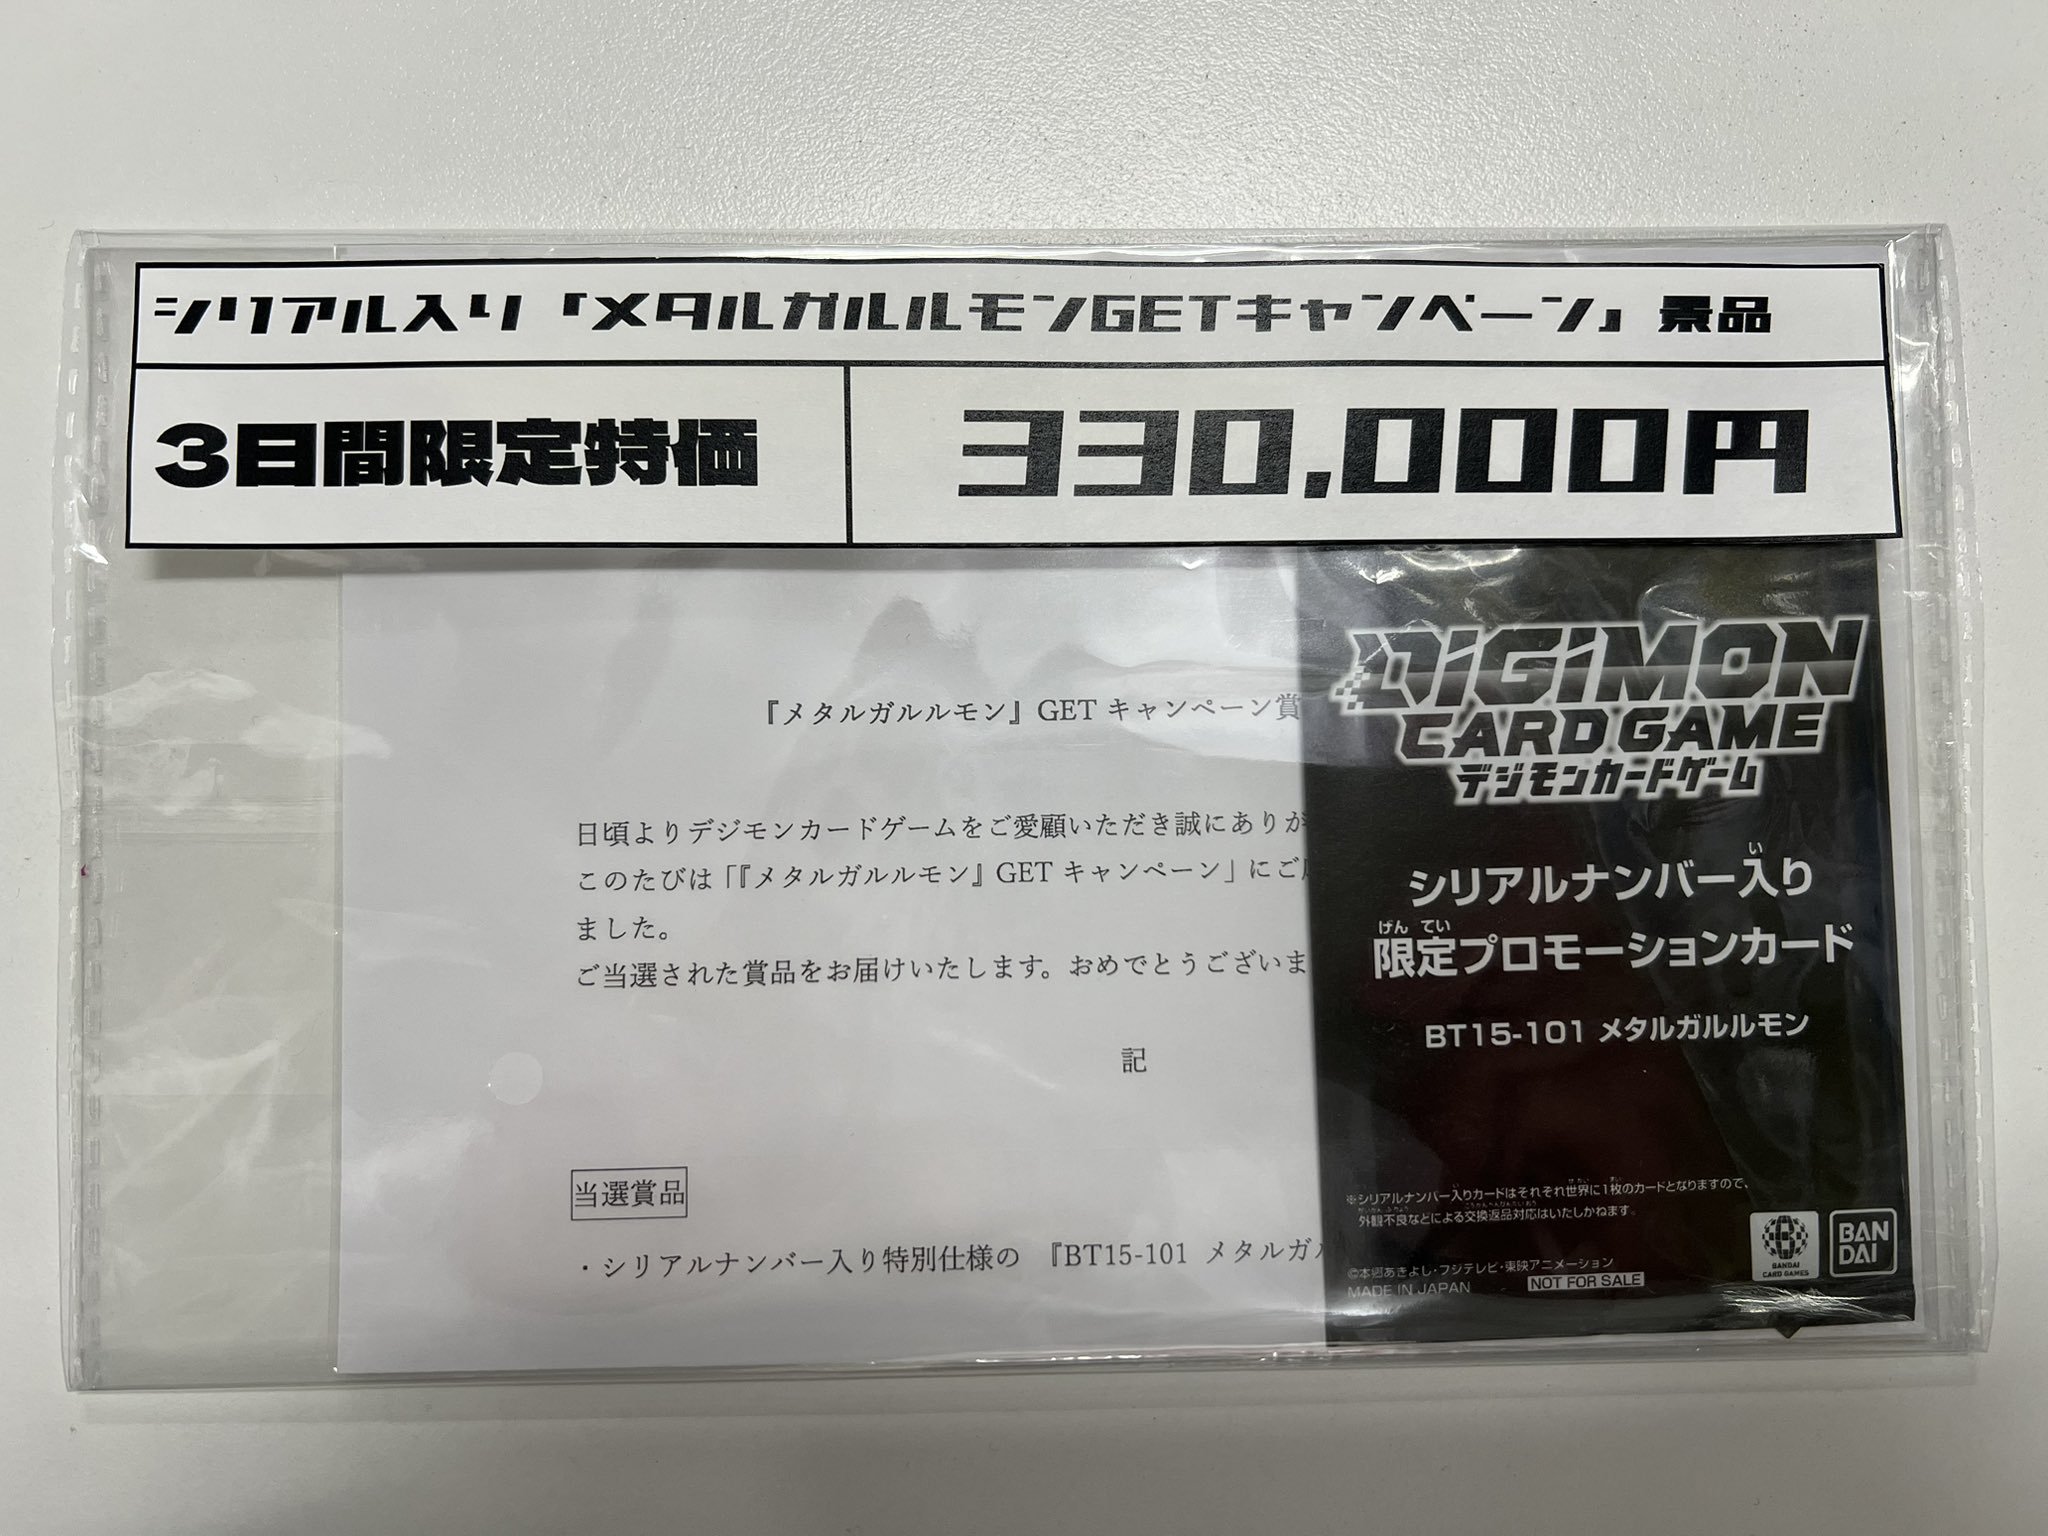 シリアル入り「メタルガルルモンGETキャンペーン」景品
3日間限定特価
330,000円
『メタルガルルモン』GET キャンペーン賞
日頃よりデジモンカードゲームをご愛顧いただき誠にありが
このたびは「『メタルガルルモン』GET キャンペーン」にご
ました。
ご当選された賞品をお届けいたします。おめでとうございま
記
当選賞品
・シリアルナンバー入り特別仕様の 『BT15-101 メタルガル
DIGIMON
CARD GAME
デジモンカードゲーム
シリアルナンバー入り
限定プロモーションカード
BT15-101 メタルガルルモン
※シリアルナンバー入りカードはそれぞれ世界に1枚のカードとなりますので、
外観不良などによる交換返品対応はいたしかねます。
©本郷あきよし・フジテレビ・東映アニメーション
MADE IN JAPAN
NOT FOR SALE
BANDAI
CARD GAMES
BAN
DAI